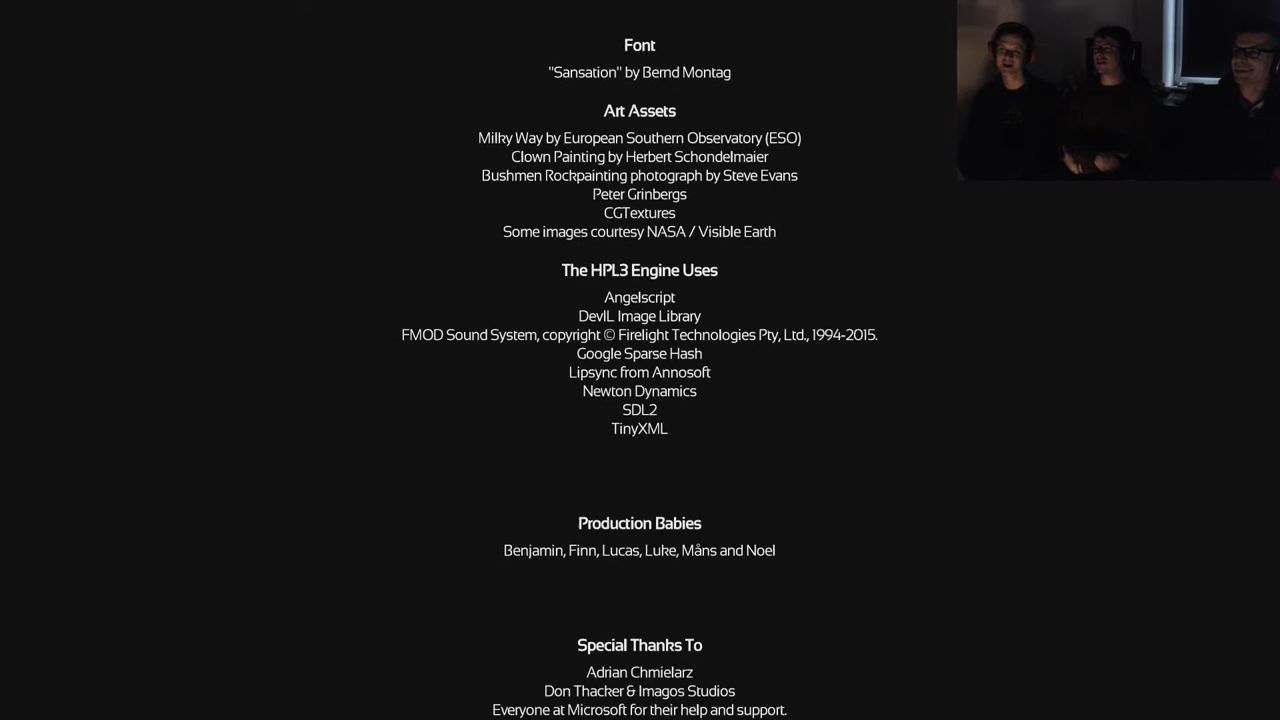 Font
"Sansation" by Bernd Montag
Art Assets
Milky Way by European Southern Observatory (ESO)
Clown Painting by Herbert Schondelmaier
Bushmen Rockpainting photograph by Steve Evans
Peter Grinbergs
CGTextures
Some images courtesy NASA / Visible Earth
The HPL3 Engine Uses
Angelscript
DevIL Image Library
FMOD Sound System, copyright © Firelight Technologies Pty, Ltd., 1994-2015.
Google Sparse Hash
Lipsync from Annosoft
Newton Dynamics
SDL2
TinyXML
Production Babies
Benjamin, Finn, Lucas, Luke, Måns and Noel
Special Thanks To
Adrian Chmielarz
Don Thacker & Imagos Studios
Everyone at Microsoft for their help and support.